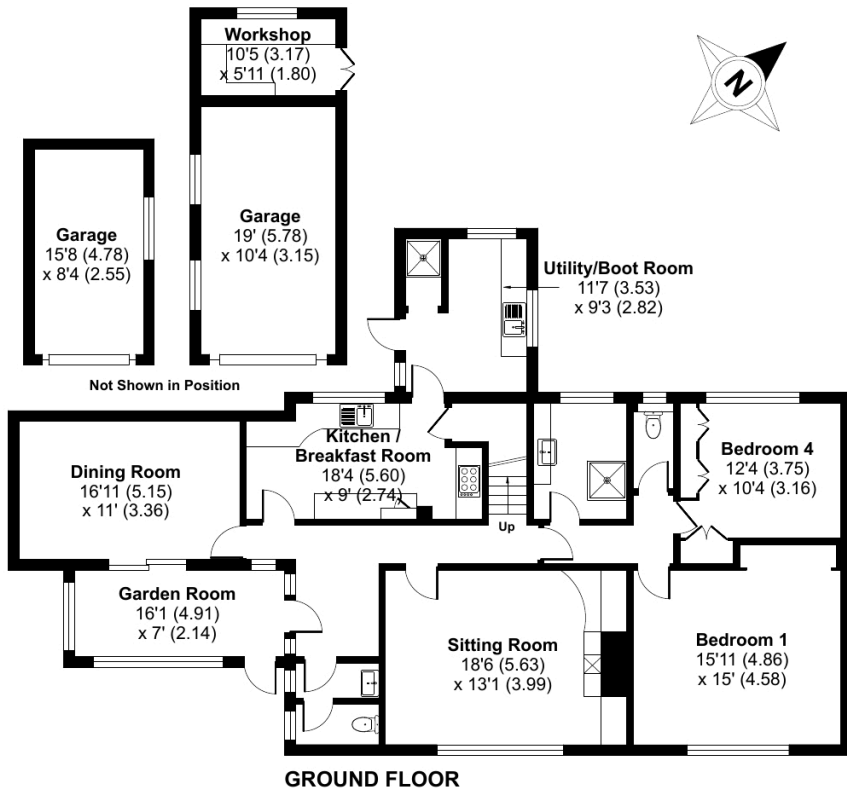 Workshop
10'5 (3.17)
x 5'11 (1.80)
N
Garage
15'8 (4.78)
x 8'4 (2.55)
Garage
19' (5.78)
x 10'4 (3.15)
Utility/Boot Room
11'7 (3.53)
x 9'3 (2.82)
Not Shown in Position
Dining Room
16'11 (5.15)
x 11' (3.36)
Kitchen /
Breakfast Room
18'4 (5.60)
x 9' (2.74)
Up
Bedroom 4
12'4 (3.75)
x 10'4 (3.16)
Garden Room
16'1 (4.91)
x 7' (2.14)
Sitting Room
18'6 (5.63)
x 13'1 (3.99)
Bedroom 1
15'11 (4.86)
x 15' (4.58)
GROUND FLOOR